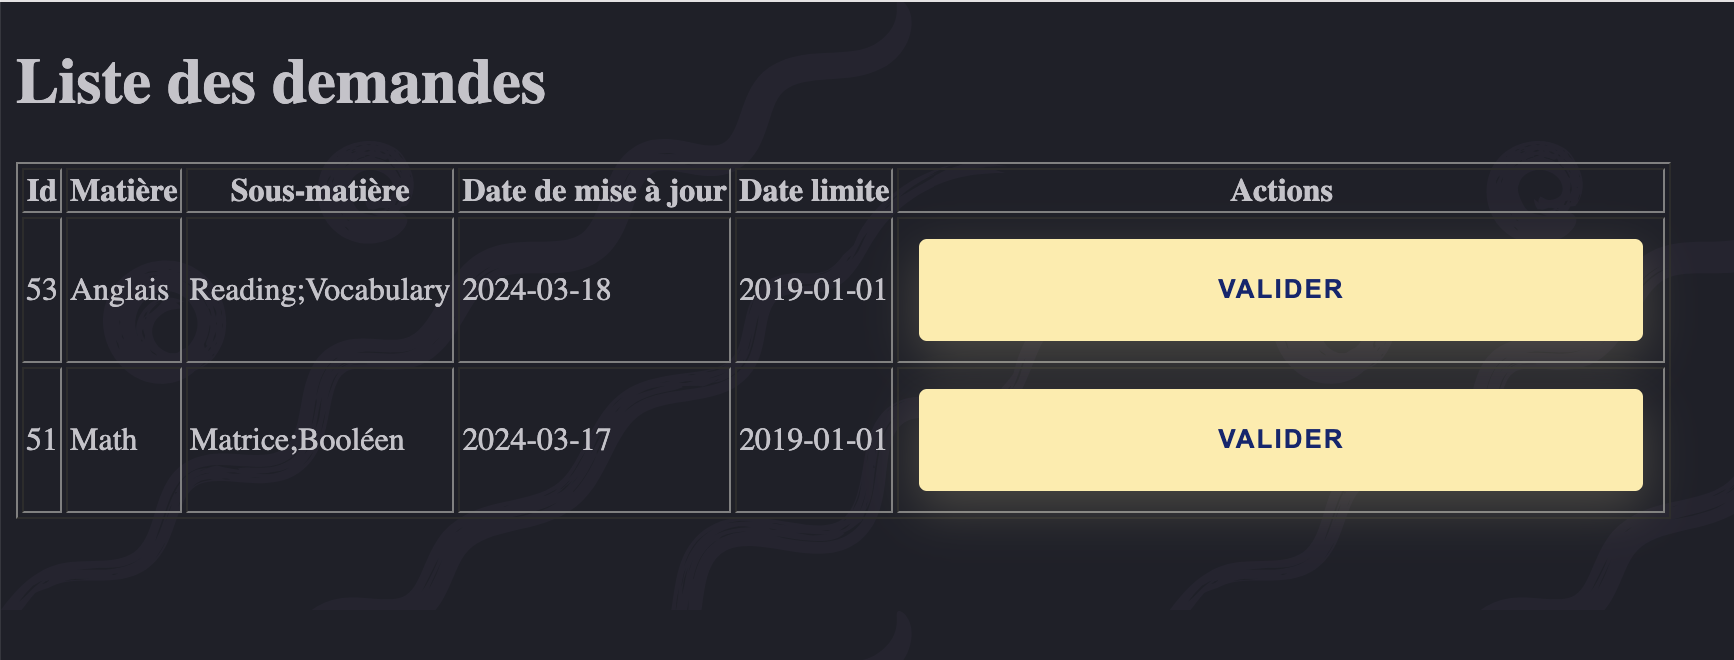 Liste des demandes
Id Matière Sous-matière Date de mise à jour Date limite Actions
53 Anglais Reading;Vocabulary 2024-03-18 2019-01-01 VALIDER
51 Math Matrice;Booléen 2024-03-17 2019-01-01 VALIDER